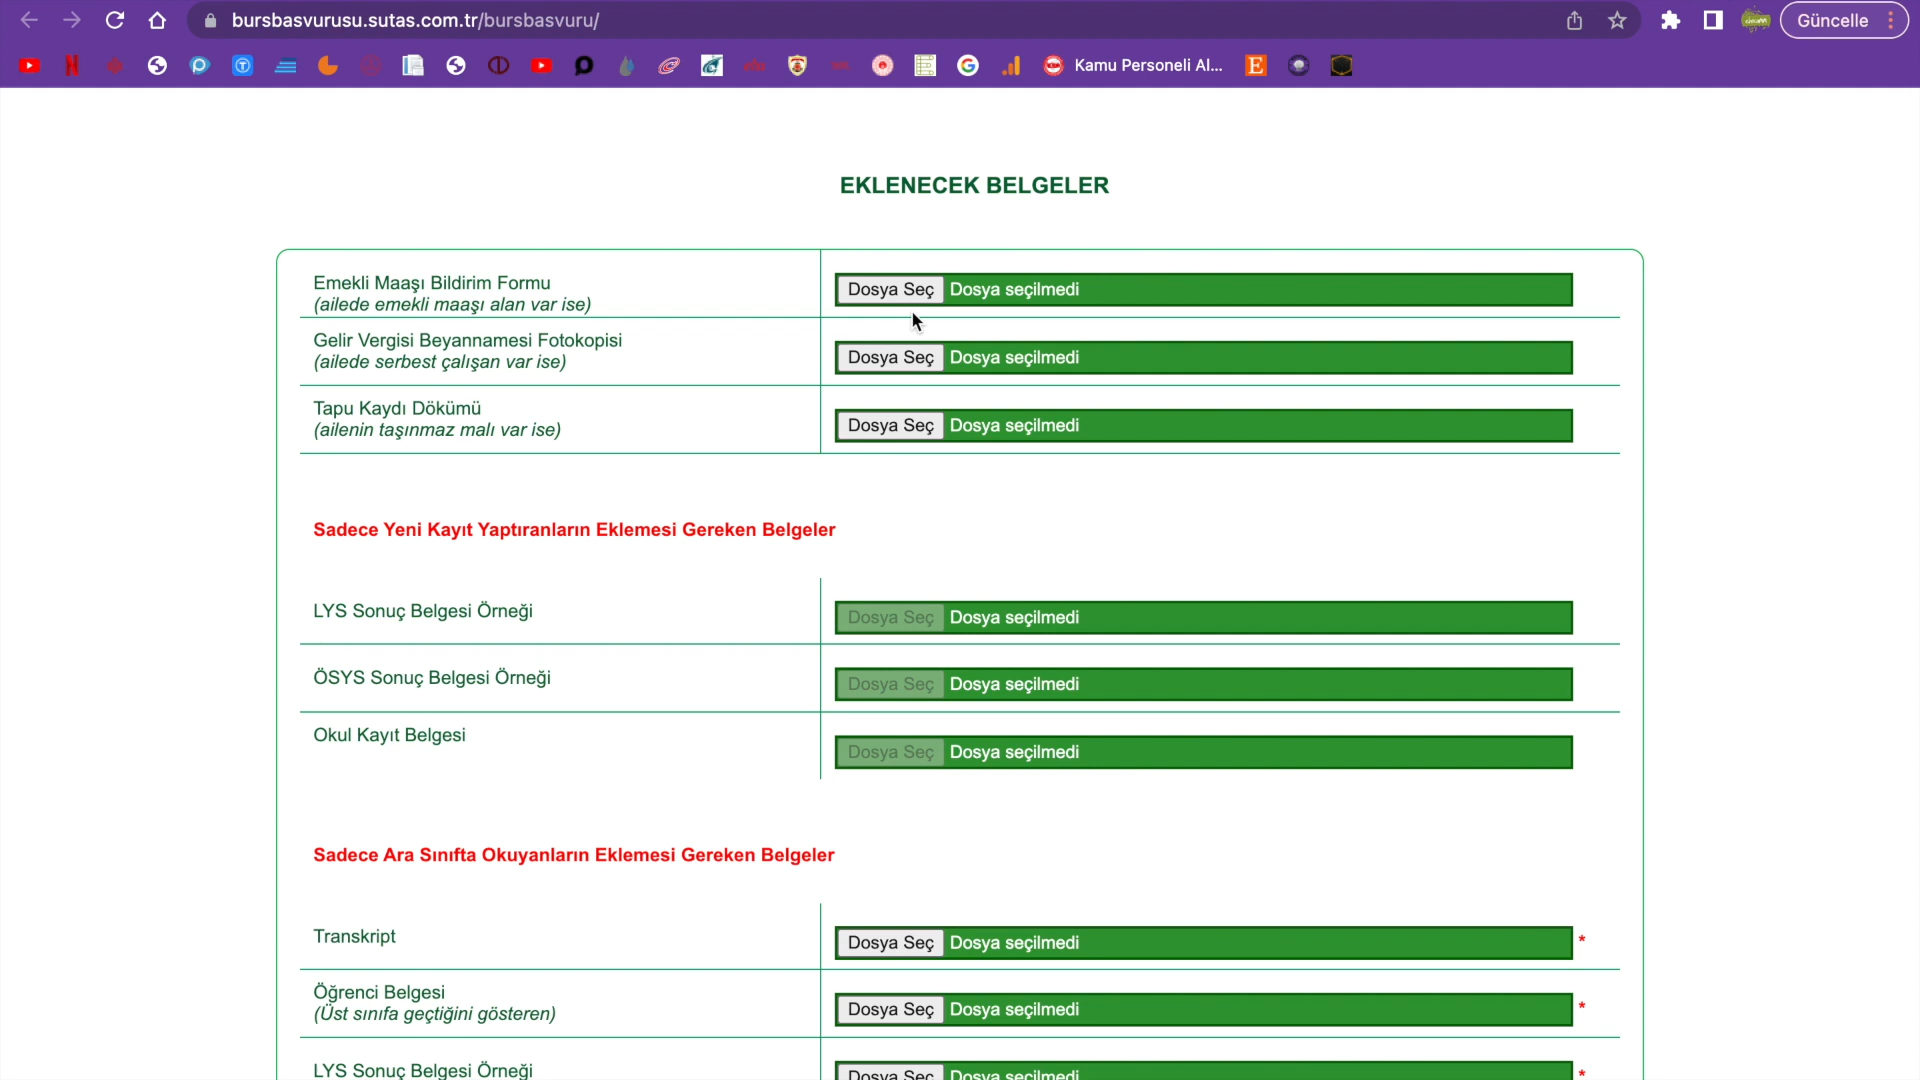 bursbasvurusu.sutas.com.tr/bursbasvuru/
Güncelle
Kamu Personeli Al...
EKLENECEK BELGELER
Emekli Maaşı Bildirim Formu
(ailede emekli maaşı alan var ise)
Dosya Seç Dosya seçilmedi
Gelir Vergisi Beyannamesi Fotokopisi
(ailede serbest çalışan var ise)
Dosya Seç Dosya seçilmedi
Tapu Kaydı Dökümü
(ailenin taşınmaz malı var ise)
Dosya Seç Dosya seçilmedi
Sadece Yeni Kayıt Yaptıranların Eklemesi Gereken Belgeler
LYS Sonuç Belgesi Örneği
Dosya Seç Dosya seçilmedi
ÖSYS Sonuç Belgesi Örneği
Dosya Seç Dosya seçilmedi
Okul Kayıt Belgesi
Dosya Seç Dosya seçilmedi
Sadece Ara Sınıfta Okuyanların Eklemesi Gereken Belgeler
Transkript
Dosya Seç Dosya seçilmedi *
Öğrenci Belgesi
(Üst sınıfa geçtiğini gösteren)
Dosya Seç Dosya seçilmedi *
LYS Sonuç Belgesi Örneği
Dosya Seç Dosya seçilmedi *